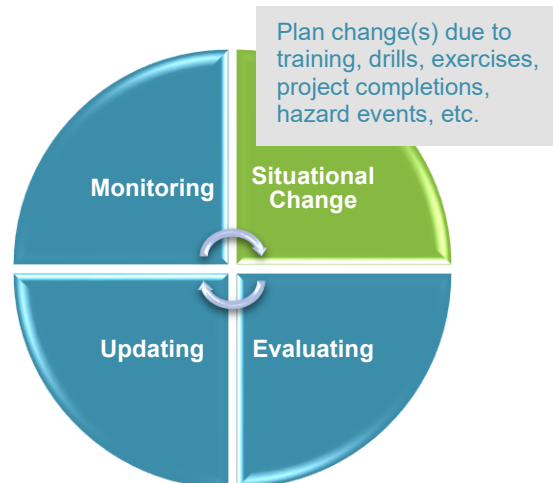 Plan change(s) due to
training, drills, exercises,
project completions,
hazard events, etc.
Monitoring
Situational
Change
Updating
Evaluating